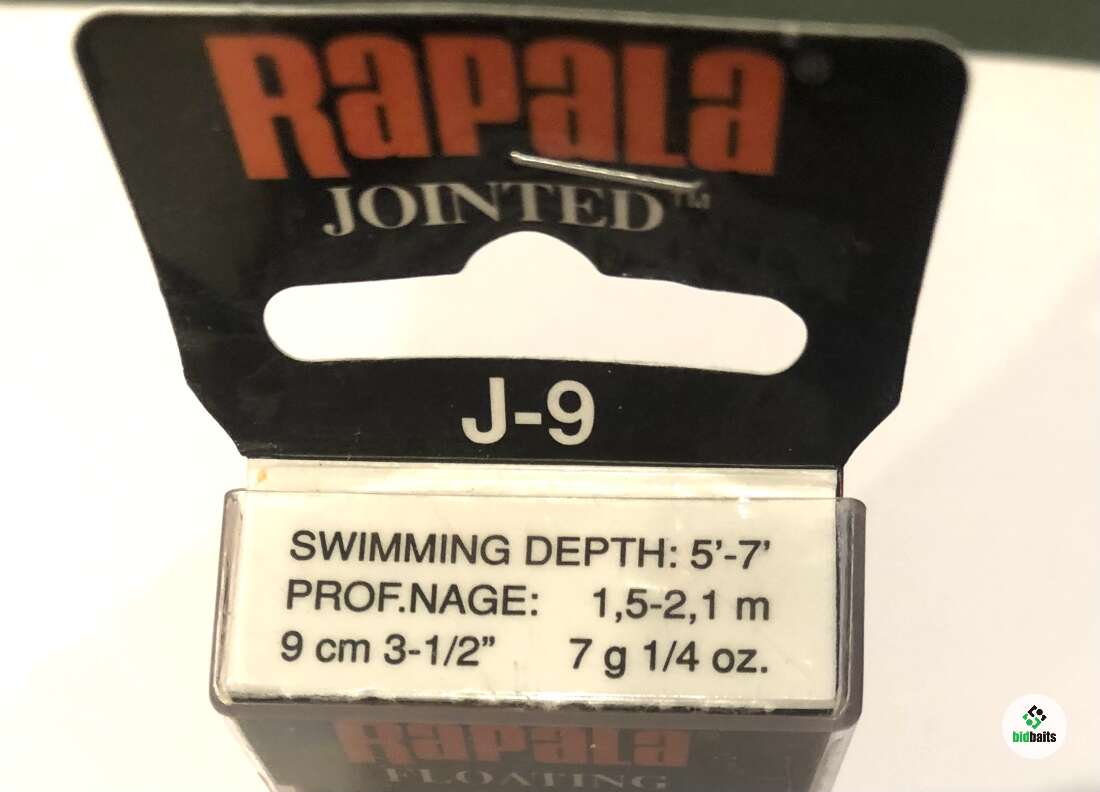 RAPALA®
JOINTED™
J-9
SWIMMING DEPTH: 5'-7'
PROF.NAGE: 1,5-2,1 m
9 cm 3-1/2” 7 g 1/4 oz.
RAPALA
FLOATING
bidbaits